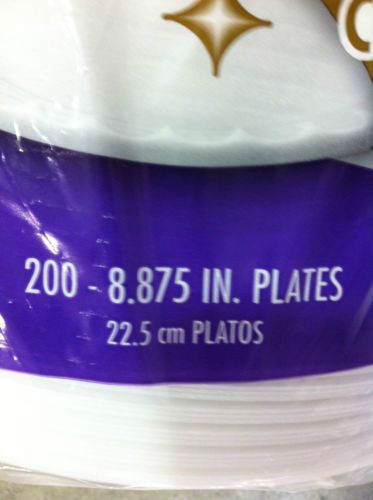 200 - 8.875 IN. PLATES
22.5 cm PLATOS